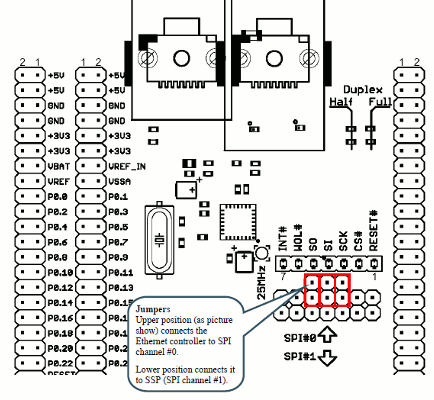 2 1
1 2
1 2
+5V
+5V
+5V
+5V
GND
GND
GND
GND
+3V3
+3V3
+3V3
+3V3
VBAT
VREF_IN
VREF
VSSA
P0.0
P0.1
P0.2
P0.3
P0.4
P0.5
P0.6
P0.7
P0.8
P0.9
P0.10
P0.11
P0.12
P0.13
P0.14
P0.15
P0.16
P0.18
P0.20
P0.22
Duplex
Half Full
INT#
WOL#
SO
SI
SCK
CS#
RESET#
7 1
25MHz
SPI#0
SPI#1
Jumpers
Upper position (as picture
show) connects the
Ethernet controller to SPI
channel #0.
Lower position connects it
to SSP (SPI channel #1).